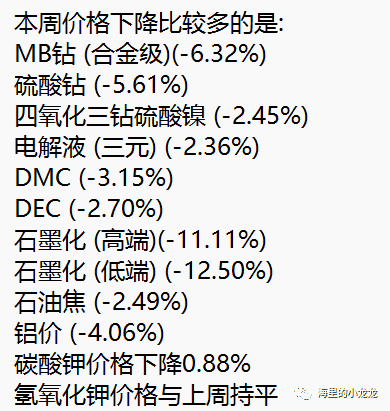 本周价格下降比较多的是:
MB钴 (合金级)(-6.32%)
硫酸钴 (-5.61%)
四氧化三钴硫酸镍 (-2.45%)
电解液 (三元) (-2.36%)
DMC (-3.15%)
DEC (-2.70%)
石墨化 (高端)(-11.11%)
石墨化 (低端) (-12.50%)
石油焦 (-2.49%)
铝价 (-4.06%)
碳酸钾价格下降0.88%
氢氧化钾价格与上周持平
海里的小龙龙